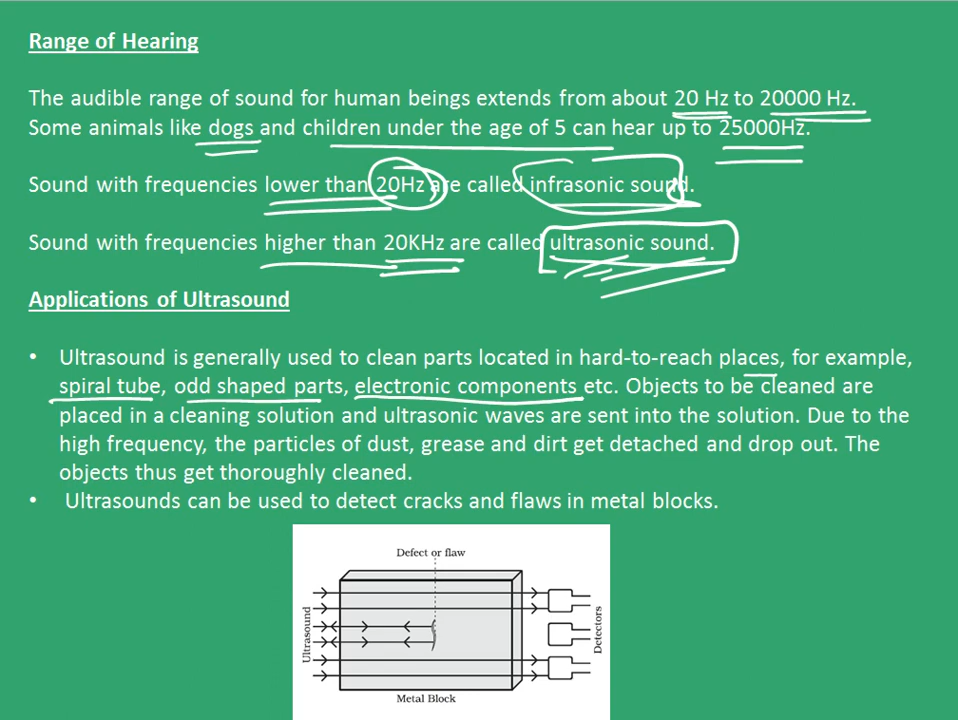 Range of Hearing
The audible range of sound for human beings extends from about 20 Hz to 20000 Hz.
Some animals like dogs and children under the age of 5 can hear up to 25000Hz.
Sound with frequencies lower than 20Hz are called infrasonic sound.
Sound with frequencies higher than 20KHz are called ultrasonic sound.
Applications of Ultrasound
• Ultrasound is generally used to clean parts located in hard-to-reach places, for example,
spiral tube, odd shaped parts, electronic components etc. Objects to be cleaned are
placed in a cleaning solution and ultrasonic waves are sent into the solution. Due to the
high frequency, the particles of dust, grease and dirt get detached and drop out. The
objects thus get thoroughly cleaned.
• Ultrasounds can be used to detect cracks and flaws in metal blocks.
Defect or flaw
Ultrasound
Detectors
Metal Block